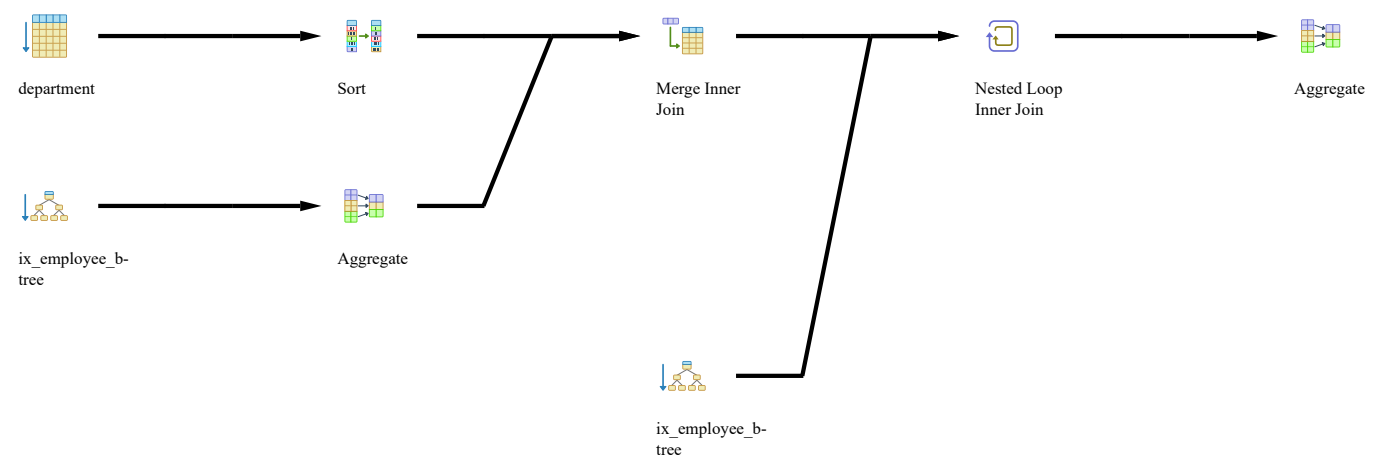 department
Sort
Merge Inner
Join
Nested Loop
Inner Join
Aggregate
ix_employee_b-
tree
Aggregate
ix_employee_b-
tree